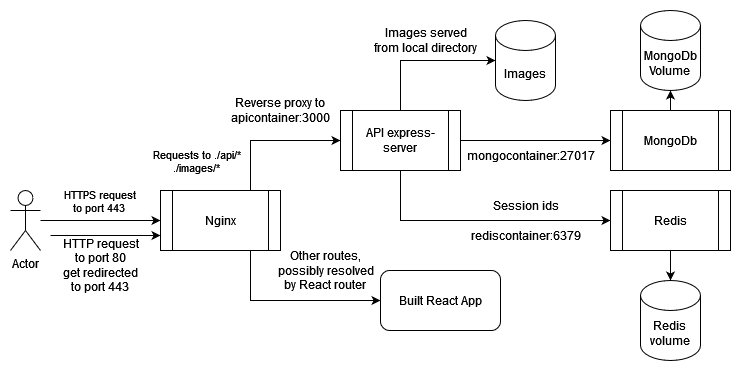 Images served
from local directory
Images
MongoDb
Volume
Reverse proxy to
apicontainer:3000
API express-
server
mongocontainer:27017
MongoDb
Requests to ./api/*
./images/*
HTTPS request
to port 443
Nginx
Session ids
rediscontainer:6379
Redis
HTTP request
to port 80
get redirected
to port 443
Actor
Other routes,
possibly resolved
by React router
Built React App
Redis
volume